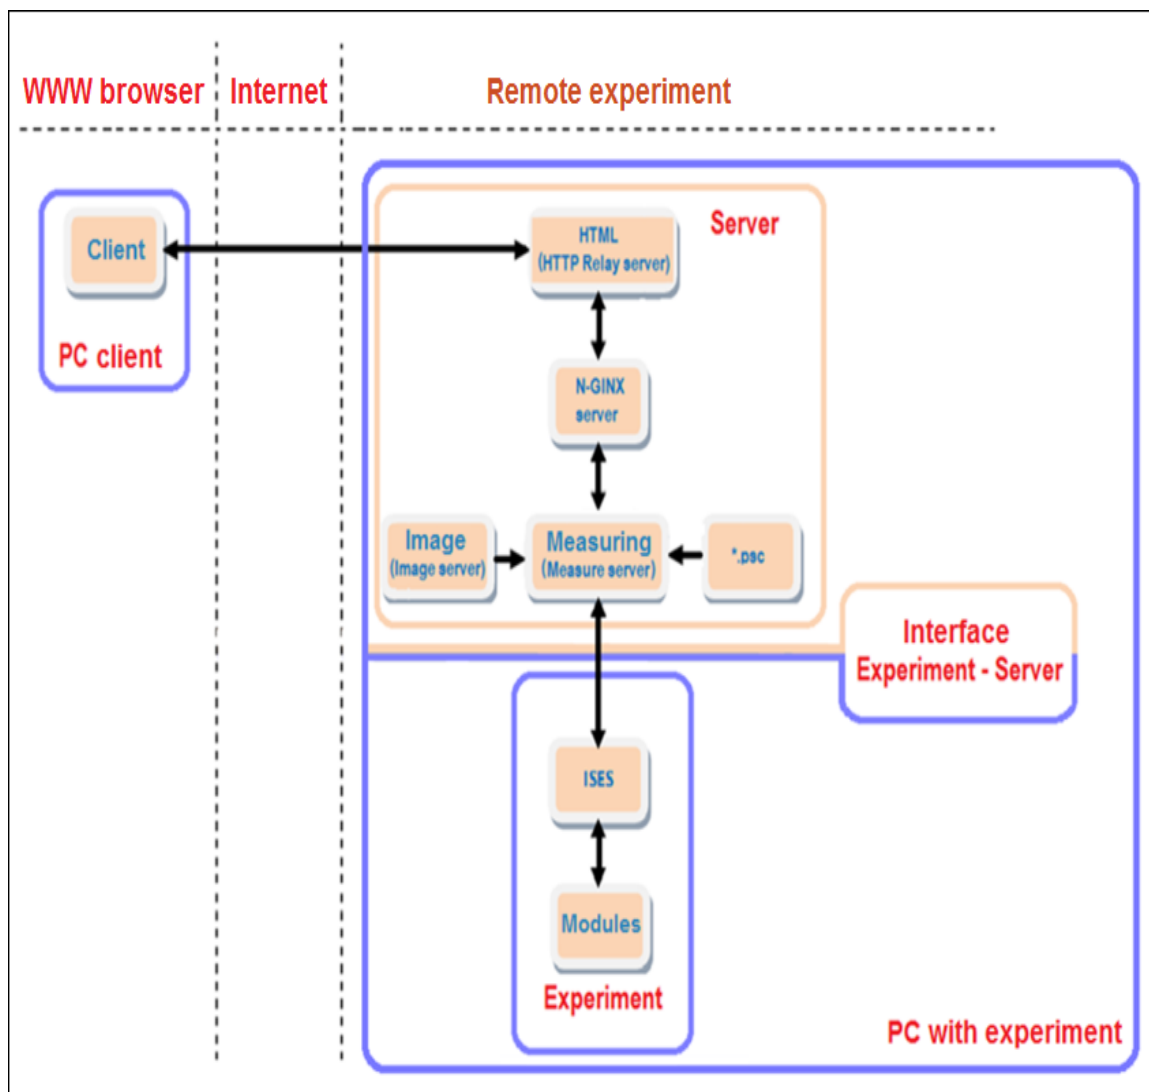 WWW browser
Internet
Remote experiment
Client
PC client
HTML
(HTTP Relay server)
Server
N-GINX
server
Image
(Image server)
Measuring
(Measure server)
*.psc
Interface
Experiment - Server
ISES
Modules
Experiment
PC with experiment